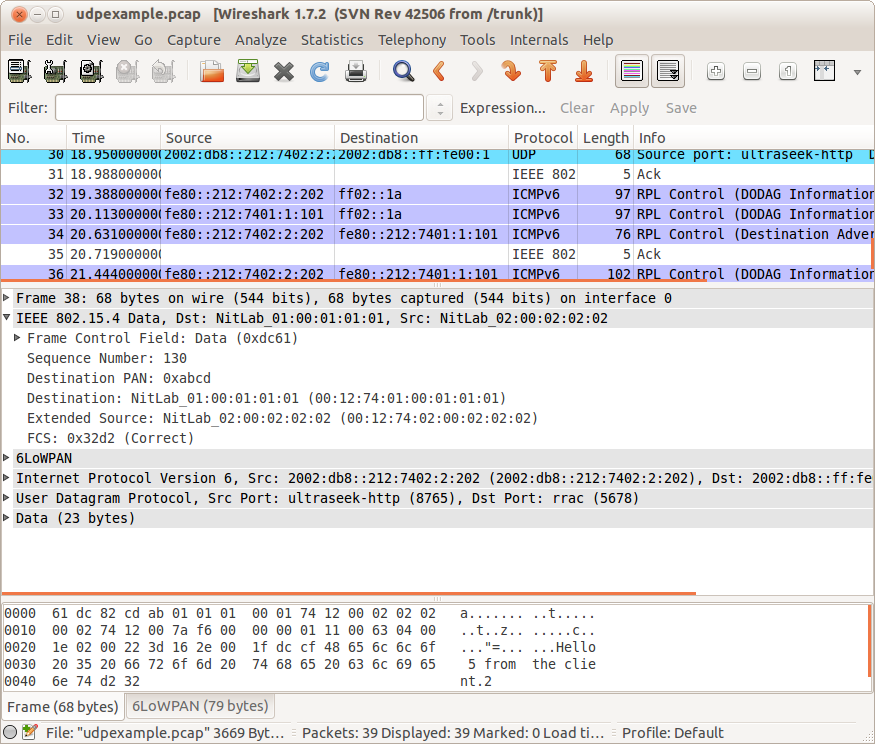 udpexample.pcap   [Wireshark 1.7.2  (SVN Rev 42506 from /trunk)]
File Edit View Go Capture Analyze Statistics Telephony Tools Internals Help
Filter: Expression... Clear Apply Save
No. Time Source Destination Protocol Length Info
30 18.950000000 2002:db8::212:7402:2: 2002:db8::ff:fe00:1 UDP 68 Source port: ultraseek-http D
31 18.988000000 IEEE 802 5 Ack
32 19.388000000 fe80::212:7402:2:202 ff02::1a ICMPv6 97 RPL Control (DODAG Information
33 20.113000000 fe80::212:7401:1:101 ff02::1a ICMPv6 97 RPL Control (DODAG Information
34 20.631000000 fe80::212:7402:2:202 fe80::212:7401:1:101 ICMPv6 76 RPL Control (Destination Adver
35 20.719000000 IEEE 802 5 Ack
36 21.444000000 fe80::212:7402:2:202 fe80::212:7401:1:101 ICMPv6 102 RPL Control (DODAG Information
Frame 38: 68 bytes on wire (544 bits), 68 bytes captured (544 bits) on interface 0
IEEE 802.15.4 Data, Dst: NitLab_01:00:01:01:01, Src: NitLab_02:00:02:02:02
Frame Control Field: Data (0xdc61)
Sequence Number: 130
Destination PAN: 0xabcd
Destination: NitLab_01:00:01:01:01 (00:12:74:01:00:01:01:01)
Extended Source: NitLab_02:00:02:02:02 (00:12:74:02:00:02:02:02)
FCS: 0x32d2 (Correct)
6LoWPAN
Internet Protocol Version 6, Src: 2002:db8::212:7402:2:202 (2002:db8::212:7402:2:202), Dst: 2002:db8::ff:fe
User Datagram Protocol, Src Port: ultraseek-http (8765), Dst Port: rrac (5678)
Data (23 bytes)
0000  61 dc 82 cd ab 01 01 01  00 01 74 12 00 02 02 02   a....... ..t.....
0010  00 02 74 12 00 7a f6 00  00 00 01 11 00 63 04 00   ..t..z.. .....c..
0020  1e 02 00 22 3d 16 2e 00  1f dc cf 48 65 6c 6c 6f   ..."=... ...Hello
0030  20 35 20 66 72 6f 6d 20  74 68 65 20 63 6c 69 65    5 from  the clie
0040  6e 74 d2 32   nt.2
Frame (68 bytes) 6LoWPAN (79 bytes)
File: "udpexample.pcap" 3669 Byt... Packets: 39 Displayed: 39 Marked: 0 Load ti... Profile: Default